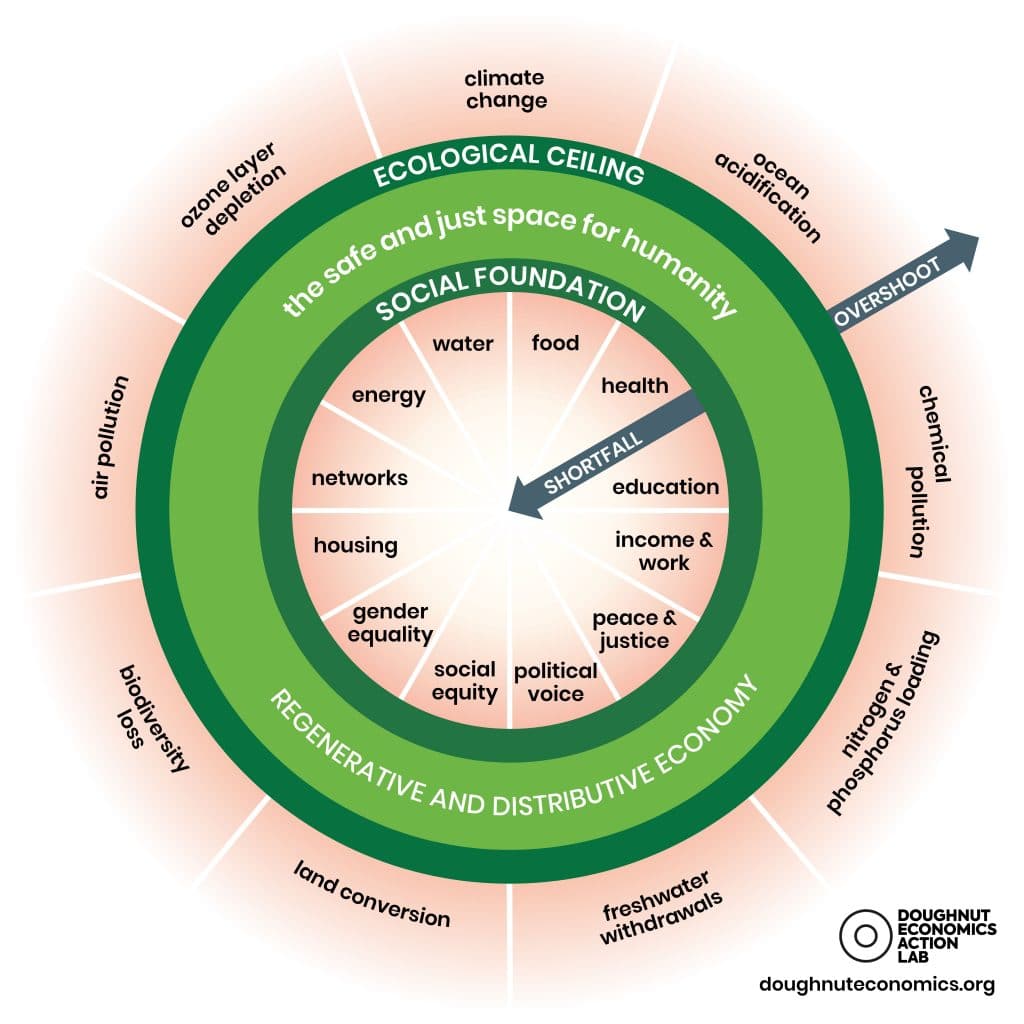 climate
change
ocean
acidification
OVERSHOOT
chemical
pollution
nitrogen &
phosphorus loading
freshwater
withdrawals
land conversion
biodiversity
loss
air pollution
ozone layer
depletion
ECOLOGICAL CEILING
the safe and just space for humanity
SOCIAL FOUNDATION
water
food
health
SHORTFALL
education
income &
work
peace &
justice
political
voice
social
equity
gender
equality
housing
networks
energy
REGENERATIVE AND DISTRIBUTIVE ECONOMY
DOUGHNUT
ECONOMICS
ACTION
LAB
doughnuteconomics.org